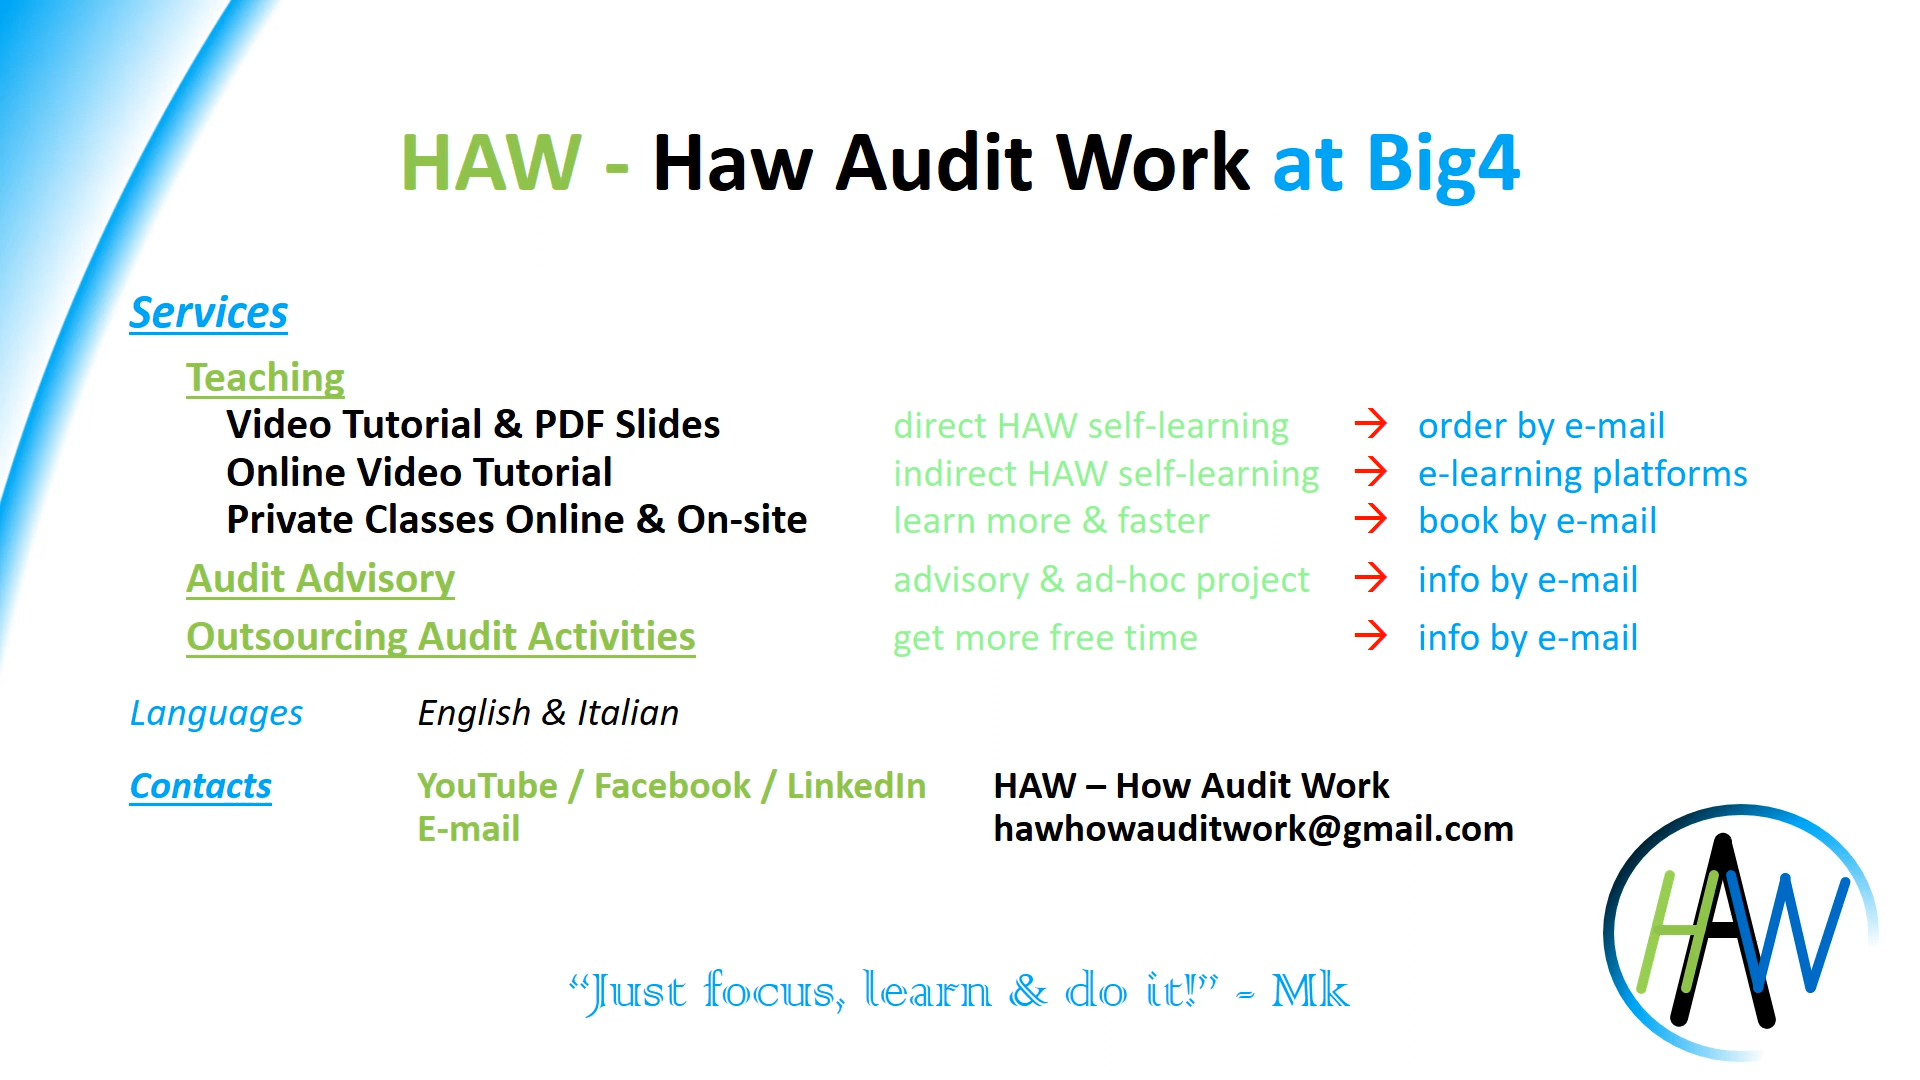 HAW - Haw Audit Work at Big4
Services
Teaching
Video Tutorial & PDF Slides direct HAW self-learning → order by e-mail
Online Video Tutorial indirect HAW self-learning → e-learning platforms
Private Classes Online & On-site learn more & faster → book by e-mail
Audit Advisory advisory & ad-hoc project → info by e-mail
Outsourcing Audit Activities get more free time → info by e-mail
Languages English & Italian
Contacts YouTube / Facebook / LinkedIn HAW – How Audit Work
E-mail hawhowauditwork@gmail.com
HAW
“Just focus, learn & do it!” - Mk